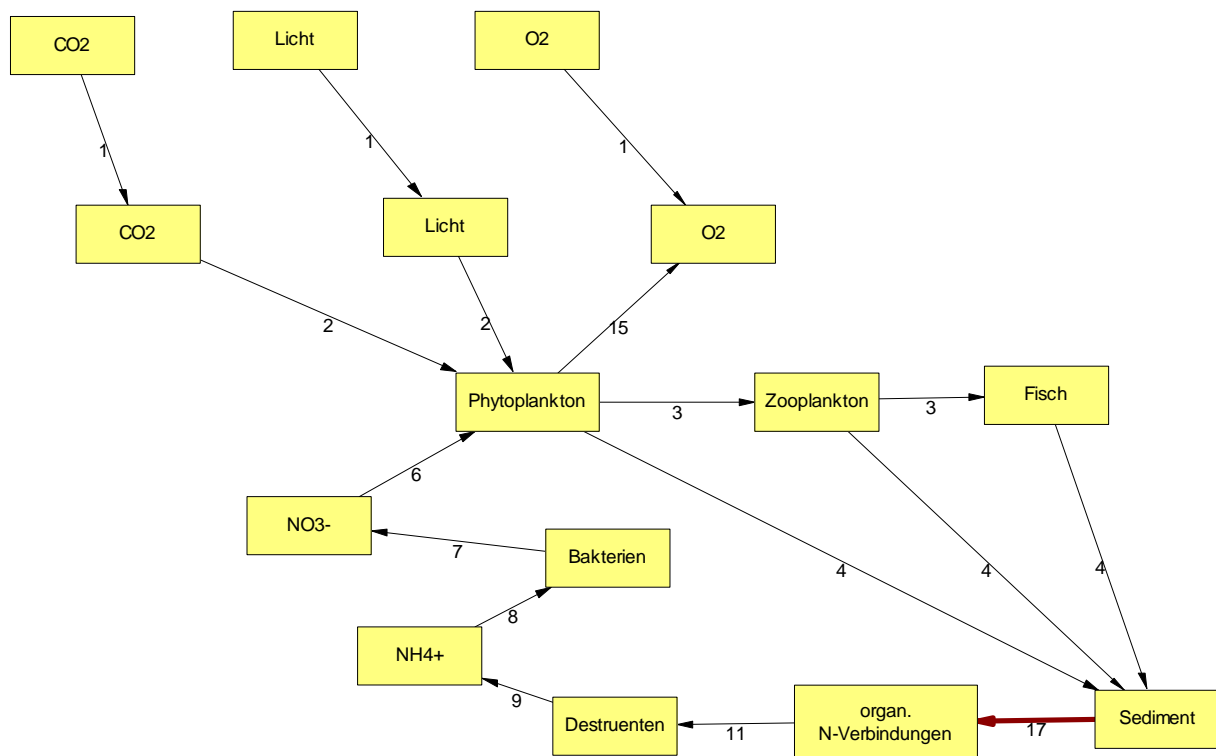 CO2
Licht
O2
1
1
1
CO2
Licht
O2
2
2
15
Phytoplankton
3
Zooplankton
3
Fisch
6
NO3-
7
Bakterien
4
4
4
8
NH4+
9
Destruenten
11
organ.
N-Verbindungen
17
Sediment